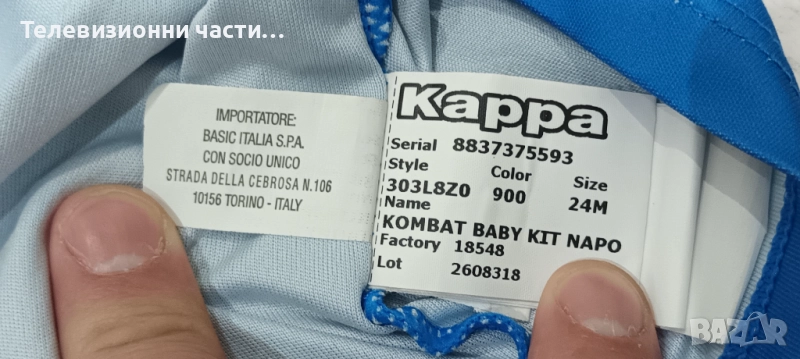 Телевизионни части…
IMPORTATORE:
BASIC ITALIA S.P.A.
CON SOCIO UNICO
STRADA DELLA CEBROSA N.106
10156 TORINO - ITALY
Kappa
Serial 8837375593
Style Color Size
303L8Z0 900 24M
Name
KOMBAT BABY KIT NAPO
Factory 18548
Lot 2608318
BAZAR